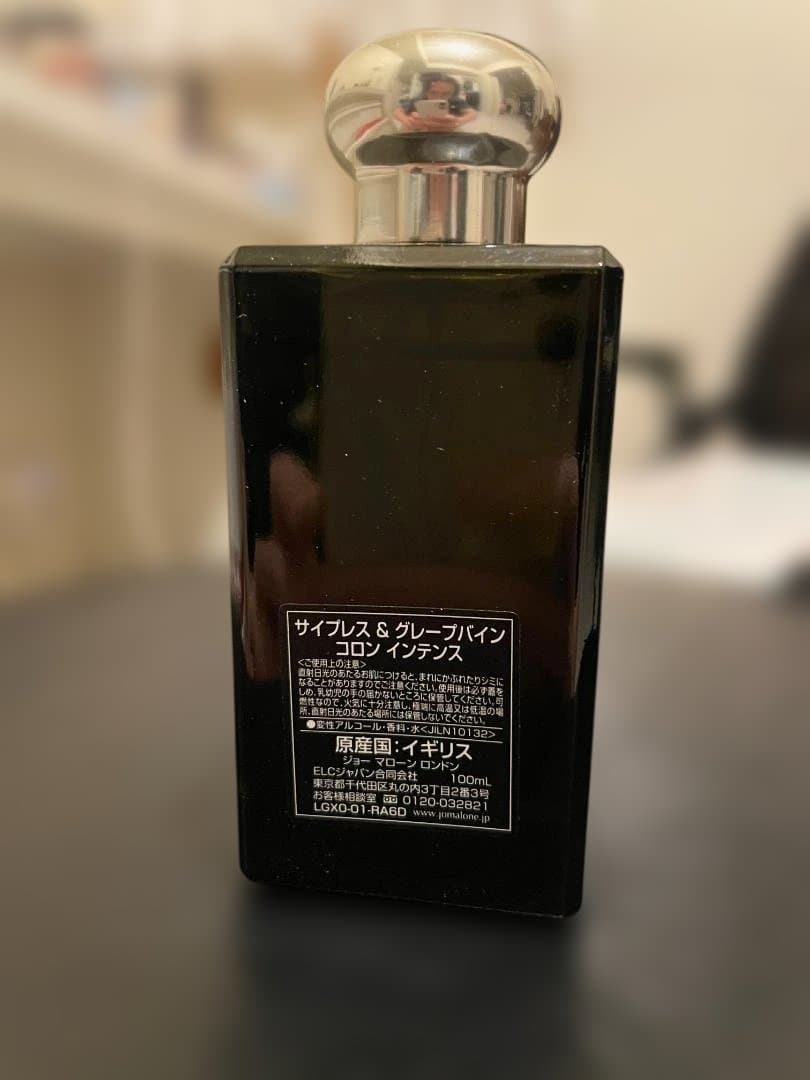 サイプレス & グレープバイン
コロン インテンス
<ご使用上の注意>
直射日光のあたるお肌につけると、まれにかぶれたりシミに
なることがありますのでご注意ください。使用後は必ず蓋を
しめ、乳幼児の手の届かないところに保管してください。可
燃性なので、火気に十分注意し、極端に高温又は低温の場
所、直射日光のあたる場所には保管しないでください。
●変性アルコール・香料・水<JILN10132>
原産国:イギリス
ジョー マローン ロンドン
ELCジャパン合同会社 100mL
東京都千代田区丸の内3丁目2番3号
お客様相談室 0120-032821
LGX0-01-RA6D www.jomalone.jp